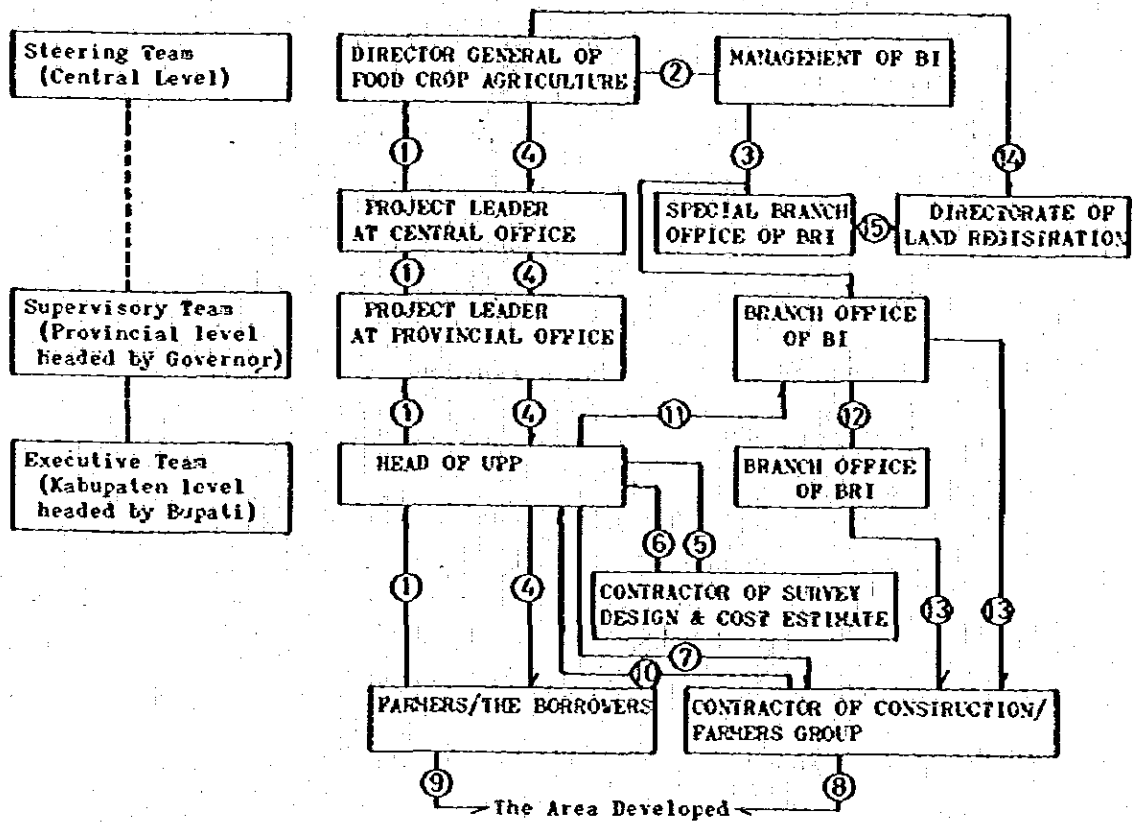 Steering Team
(Central Level)
DIRECTOR GENERAL OF
FOOD CROP AGRICULTURE
②
MANAGEMENT OF BI
①
④
③
⑭
PROJECT LEADER
AT CENTRAL OFFICE
SPECIAL BRANCH
OFFICE OF BRI
⑮
DIRECTORATE OF
LAND REGISTRATION
①
④
Supervisory Team
(Provincial level
headed by Governor)
PROJECT LEADER
AT PROVINCIAL OFFICE
BRANCH OFFICE
OF BI
①
④
⑪
⑫
Executive Team
(Kabupaten level
headed by Bupati)
HEAD OF UPP
BRANCH OFFICE
OF BRI
⑥
⑤
①
④
CONTRACTOR OF SURVEY
DESIGN & COST ESTIMATE
⑬
⑬
⑦
⑩
FARMERS/THE BORROWERS
CONTRACTOR OF CONSTRUCTION/
FARMERS GROUP
⑨
⑧
The Area Developed